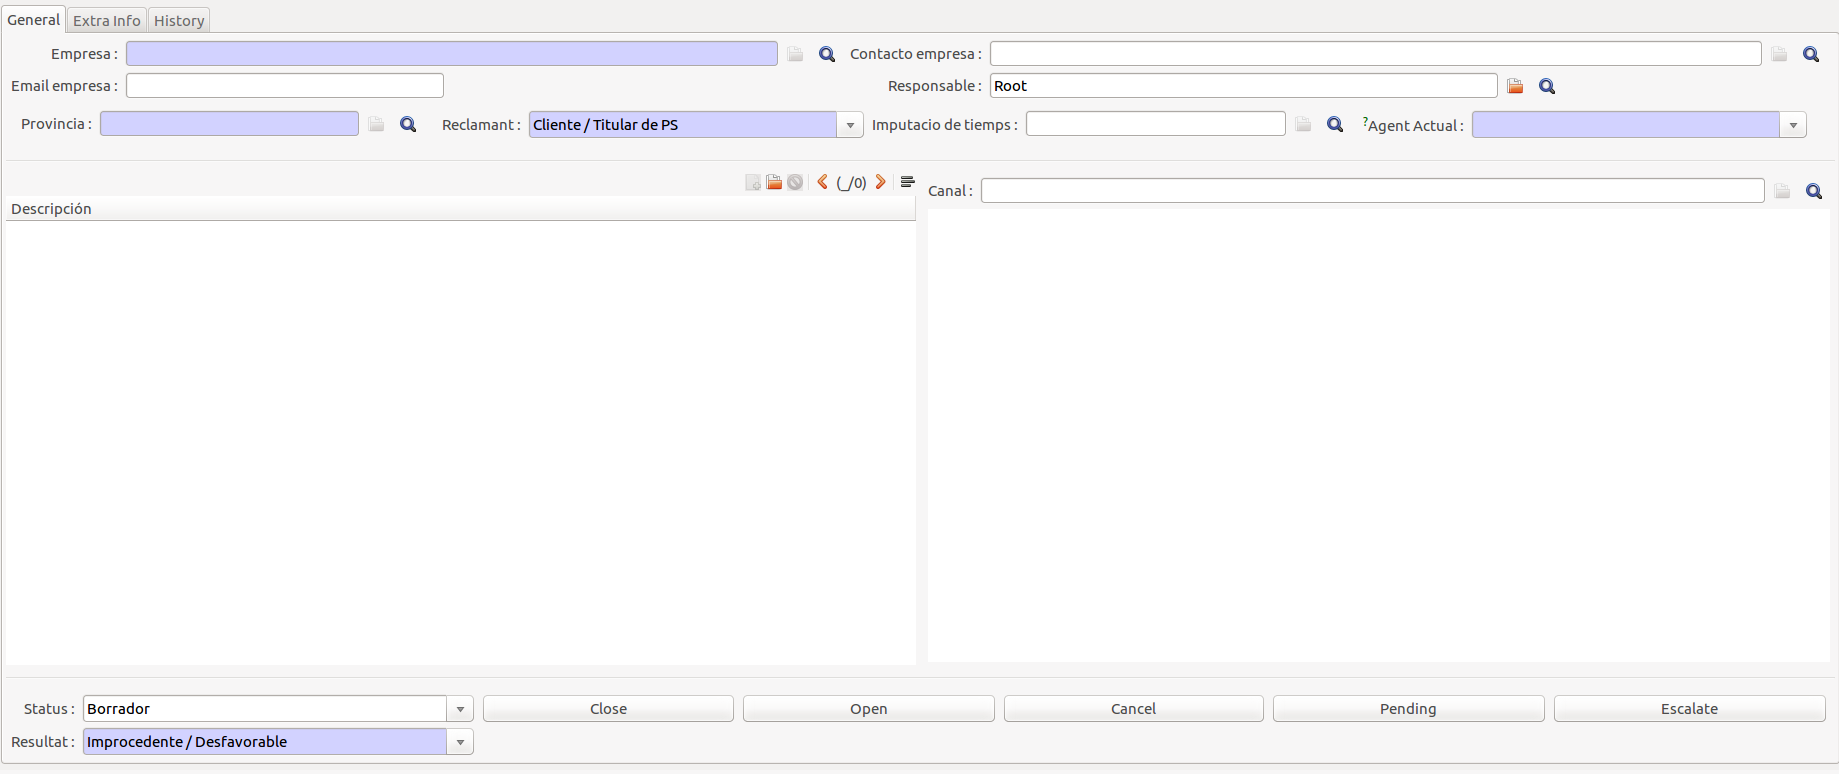 General Extra Info History
Empresa : Contacto empresa :
Email empresa : Responsable : Root
Provincia : Reclamant : Cliente / Titular de PS Imputacio de tiemps : ?Agent Actual :
(_/0)
Canal :
Descripción
Status : Borrador Close Open Cancel Pending Escalate
Resultat : Improcedente / Desfavorable